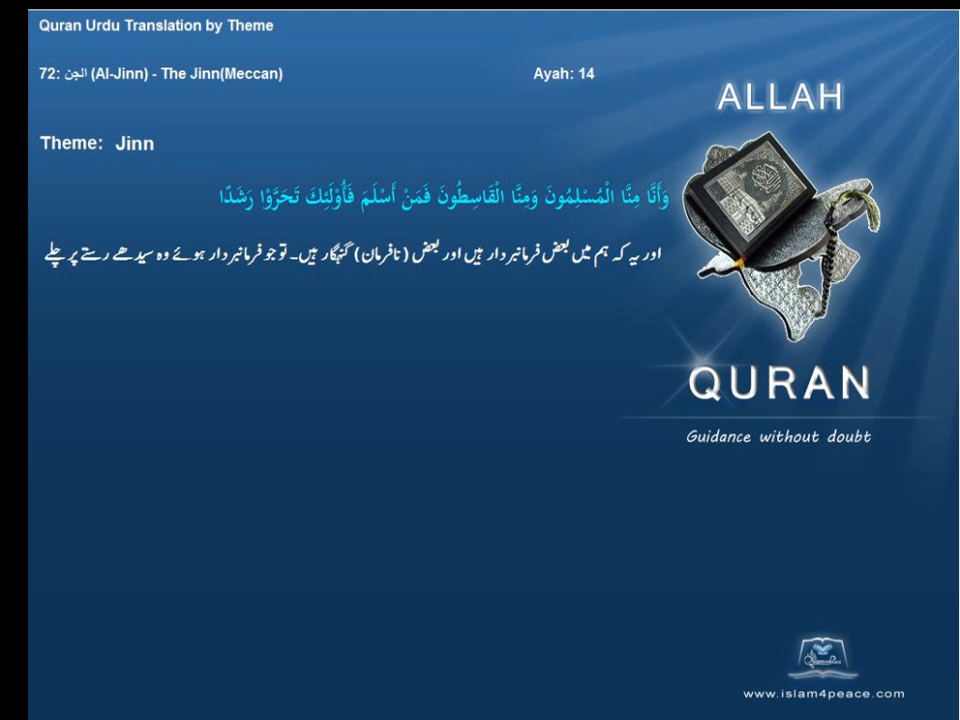 Quran Urdu Translation by Theme
72: الجن (Al-Jinn) - The Jinn(Meccan) Ayah: 14
ALLAH
Theme: Jinn
وَأَنَّا مِنَّا الْمُسْلِمُونَ وَمِنَّا الْقَاسِطُونَ فَمَنْ أَسْلَمَ فَأُوْلَئِكَ تَحَرَّوْا رَشَدًا
اور یہ کہ ہم میں بعض فرمانبردار ہیں اور بعض (نافرمان) گنہگار ہیں۔ تو جو فرمانبردار ہوئے وہ سیدھے رستے پر چلے
QURAN
Guidance without doubt
www.islam4peace.com